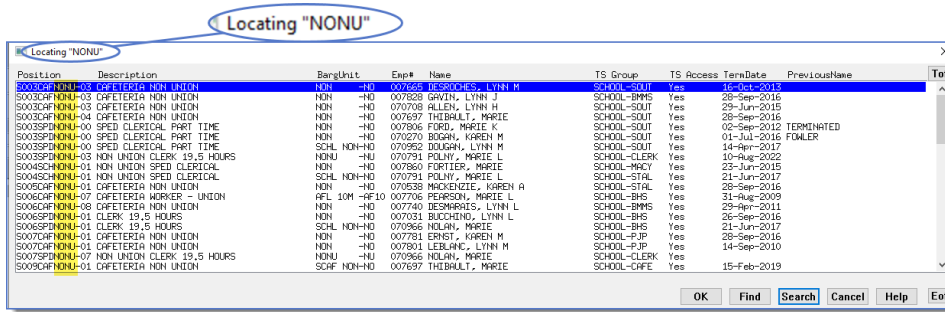 Locating "NONU"
Locating "NONU"
Position Description BargUnit Emp# Name TS Group TS Access TermDate PreviousName To
S003CAFNONU-03 CAFETERIA NON UNION NON -NO 007665 DESROCHES, LYNN M SCHOOL-SOUT Yes 16-Oct-2013
S003CAFNONU-03 CAFETERIA NON UNION NON -NO 007828 GAVIN, LYNN J SCHOOL-BMMS Yes 28-Sep-2016
S003CAFNONU-03 CAFETERIA NON UNION NON -NO 070708 ALLEN, LYNN H SCHOOL-SOUT Yes 29-Jun-2015
S003CAFNONU-04 CAFETERIA NON UNION NON -NO 007697 THIBAULT, MARIE SCHOOL-SOUT Yes 28-Sep-2016
S003SPDNONU-00 SPED CLERICAL PART TIME NON -NO 007806 FORD, MARIE K SCHOOL-SOUT Yes 02-Sep-2012 TERMINATED
S003SPDNONU-00 SPED CLERICAL PART TIME NON -NO 070270 BOGAN, KAREN M SCHOOL-SOUT Yes 01-Jul-2016 FOWLER
S003SPDNONU-00 SPED CLERICAL PART TIME SCHL NON-NO 070952 DOUGAN, LYNN M SCHOOL-SOUT Yes 14-Apr-2017
S003SPDNONU-03 NON UNION CLERK 19,5 HOURS NONU -NU 070791 POLNY, MARIE L SCHOOL-CLERK Yes 10-Aug-2022
S004SCHNONU-01 NON UNION SPED CLERICAL NON -NO 007860 FORTIER, MARIE SCHOOL-MACY Yes 23-Jun-2015
S004SCHNONU-01 NON UNION SPED CLERICAL SCHL NON-NO 070791 POLNY, MARIE L SCHOOL-STAL Yes 21-Jun-2017
S005CAFNONU-01 CAFETERIA NON UNION NON -NO 070538 MACKENZIE, KAREN A SCHOOL-STAL Yes 28-Sep-2016
S006CAFNONU-07 CAFETERIA WORKER - UNION AFL 10M -AF10 007706 PEARSON, MARIE L SCHOOL-BHS Yes 31-Aug-2009
S006CAFNONU-08 CAFETERIA NON UNION NON -NO 007740 DESMARAIS, LYNN L SCHOOL-BMMS Yes 29-Apr-2011
S006SPDNONU-01 CLERK 19,5 HOURS NON -NO 007031 BUCCHINO, LYNN L SCHOOL-BHS Yes 26-Sep-2016
S006SPDNONU-01 CLERK 19,5 HOURS SCHL NON-NO 070966 NOLAN, MARIE SCHOOL-BHS Yes 21-Jun-2017
S007CAFNONU-01 CAFETERIA NON UNION NON -NO 007781 ERNST, KAREN M SCHOOL-PJP Yes 28-Sep-2016
S007CAFNONU-01 CAFETERIA NON UNION NON -NO 007801 LEBLANC, LYNN M SCHOOL-PJP Yes 14-Sep-2010
S007SPDNONU-07 NON UNION CLERK 19,5 HOURS NONU -NU 070966 NOLAN, MARIE SCHOOL-CLERK Yes
S009CAFNONU-01 CAFETERIA NON UNION SCAF NON-NO 007697 THIBAULT, MARIE SCHOOL-CAFE Yes 15-Feb-2019
OK Find Search Cancel Help